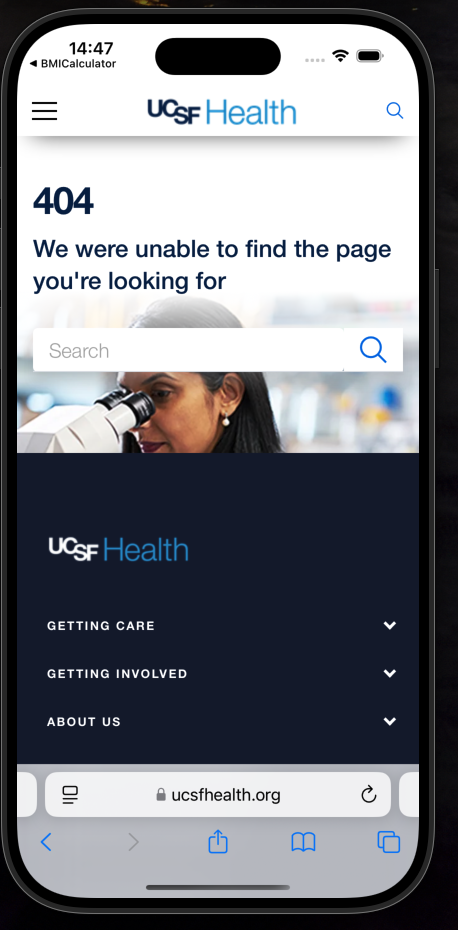 14:47
◀ BMICalculator
UCSF Health
404
We were unable to find the page
you're looking for
Search
UCSF Health
GETTING CARE
GETTING INVOLVED
ABOUT US
ucsfhealth.org